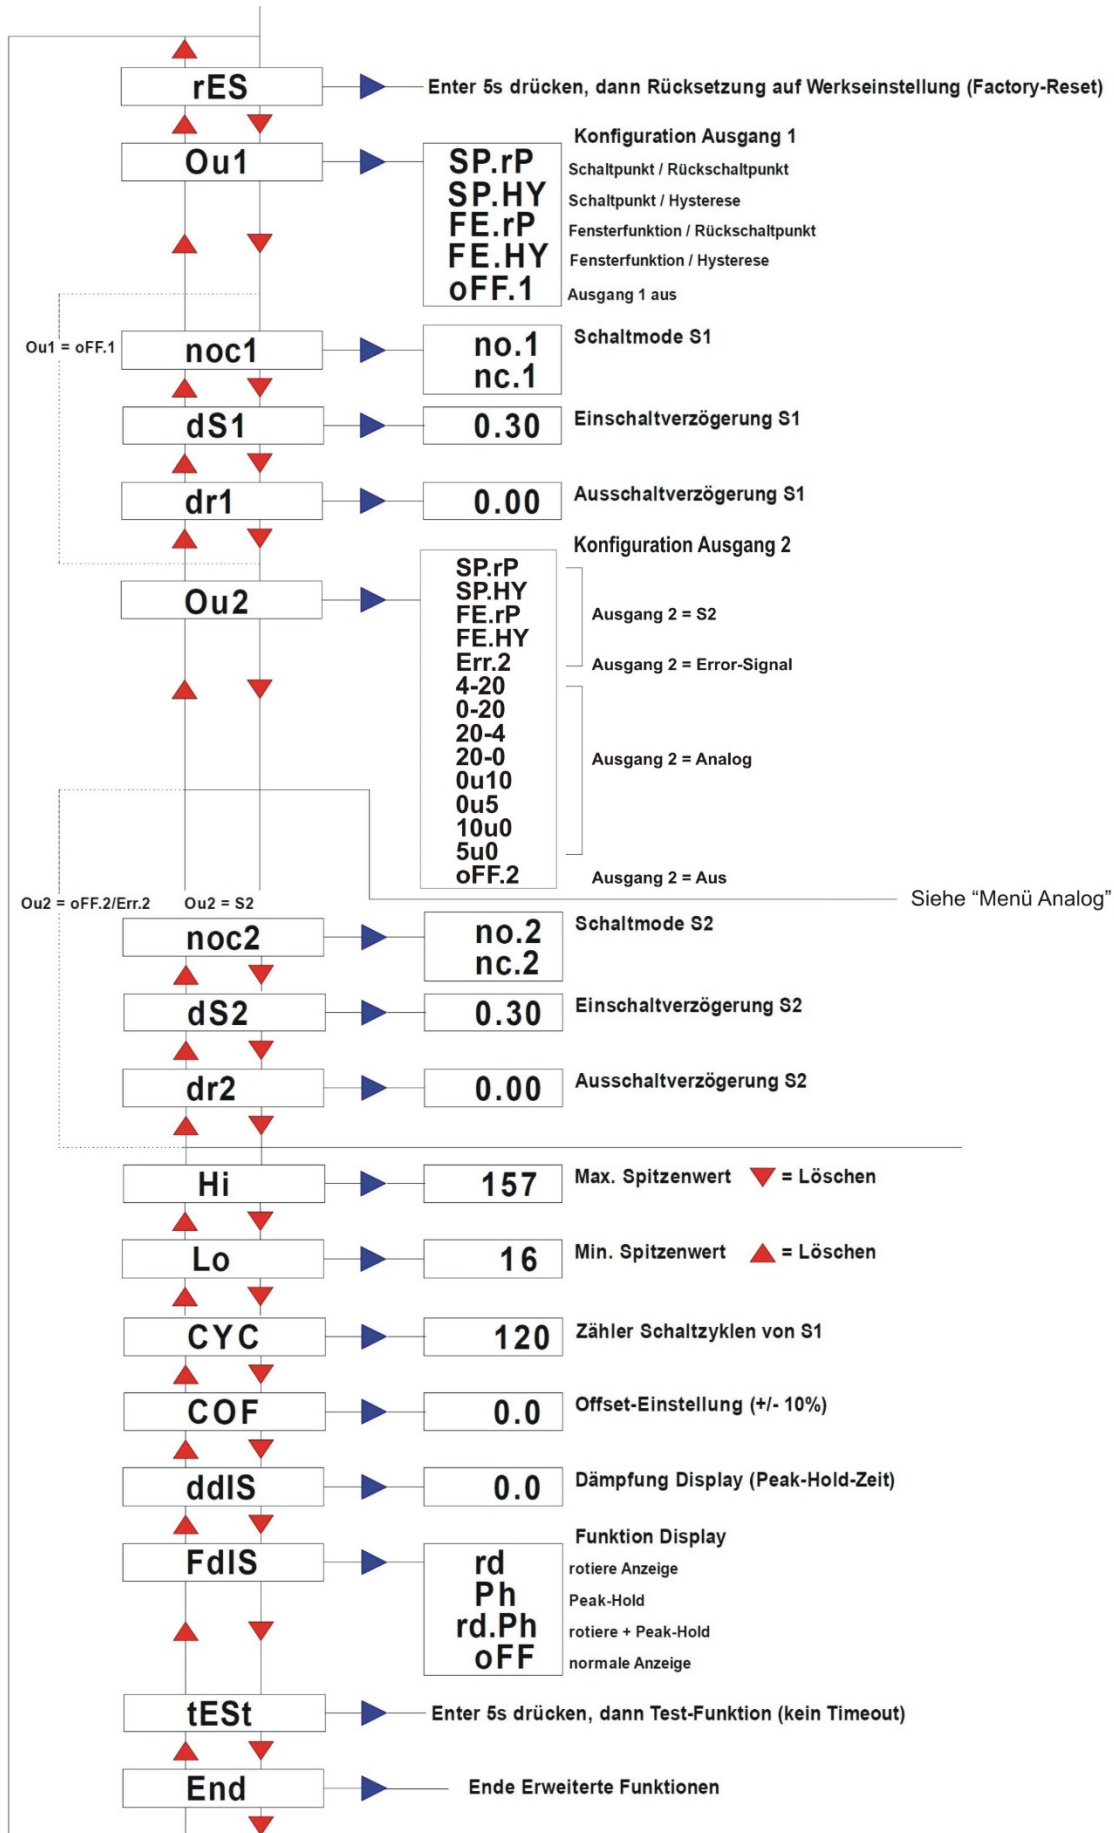 rES
Enter 5s drücken, dann Rücksetzung auf Werkseinstellung (Factory-Reset)
Ou1
Konfiguration Ausgang 1
SP.rP Schaltpunkt / Rückschaltpunkt
SP.HY Schaltpunkt / Hysterese
FE.rP Fensterfunktion / Rückschaltpunkt
FE.HY Fensterfunktion / Hysterese
oFF.1 Ausgang 1 aus
Ou1 = oFF.1
noc1
no.1
nc.1
Schaltmode S1
dS1
0.30
Einschaltverzögerung S1
dr1
0.00
Ausschaltverzögerung S1
Ou2
Konfiguration Ausgang 2
SP.rP
SP.HY
FE.rP
FE.HY
Ausgang 2 = S2
Err.2
Ausgang 2 = Error-Signal
4-20
0-20
20-4
20-0
0u10
0u5
10u0
5u0
Ausgang 2 = Analog
oFF.2
Ausgang 2 = Aus
Siehe “Menü Analog”
Ou2 = oFF.2/Err.2
Ou2 = S2
noc2
no.2
nc.2
Schaltmode S2
dS2
0.30
Einschaltverzögerung S2
dr2
0.00
Ausschaltverzögerung S2
Hi
157
Max. Spitzenwert ▼ = Löschen
Lo
16
Min. Spitzenwert ▲ = Löschen
CYC
120
Zähler Schaltzyklen von S1
COF
0.0
Offset-Einstellung (+/- 10%)
ddIS
0.0
Dämpfung Display (Peak-Hold-Zeit)
FdIS
Funktion Display
rd rotiere Anzeige
Ph Peak-Hold
rd.Ph rotiere + Peak-Hold
oFF normale Anzeige
tESt
Enter 5s drücken, dann Test-Funktion (kein Timeout)
End
Ende Erweiterte Funktionen